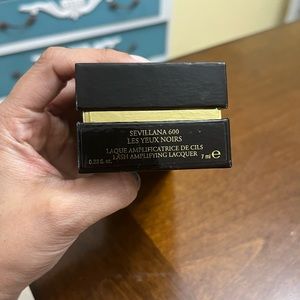 SEVILLANA 600
LES YEUX NOIRS
LAQUE AMPLIFICATRICE DE CILS
0.23 fl. oz. LASH AMPLIFYING LACQUER 7 ml e